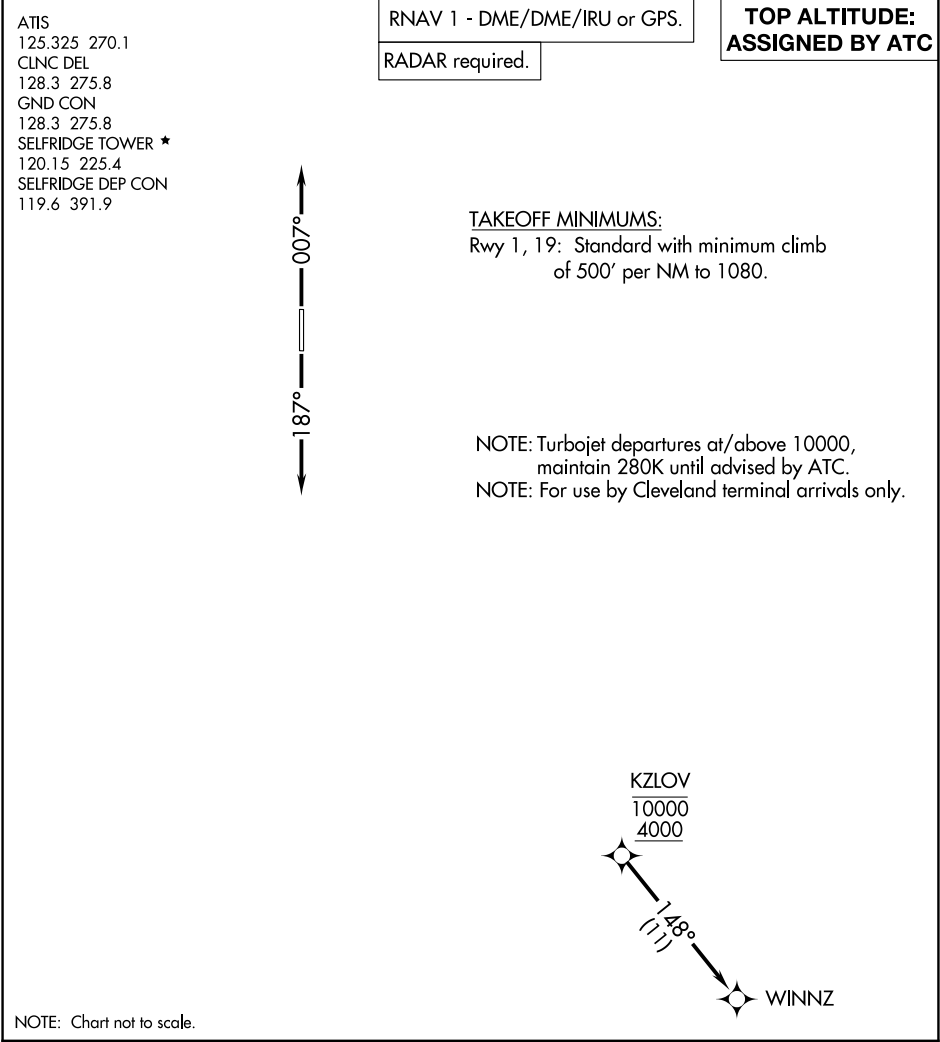 ATIS
125.325 270.1
CLNC DEL
128.3 275.8
GND CON
128.3 275.8
SELFRIDGE TOWER ★
120.15 225.4
SELFRIDGE DEP CON
119.6 391.9
RNAV 1 - DME/DME/IRU or GPS.
RADAR required.
TOP ALTITUDE:
ASSIGNED BY ATC
007°
187°
TAKEOFF MINIMUMS:
Rwy 1, 19: Standard with minimum climb
of 500' per NM to 1080.
NOTE: Turbojet departures at/above 10000,
maintain 280K until advised by ATC.
NOTE: For use by Cleveland terminal arrivals only.
KZLOV
10000
4000
148°
(11)
WINNZ
NOTE: Chart not to scale.